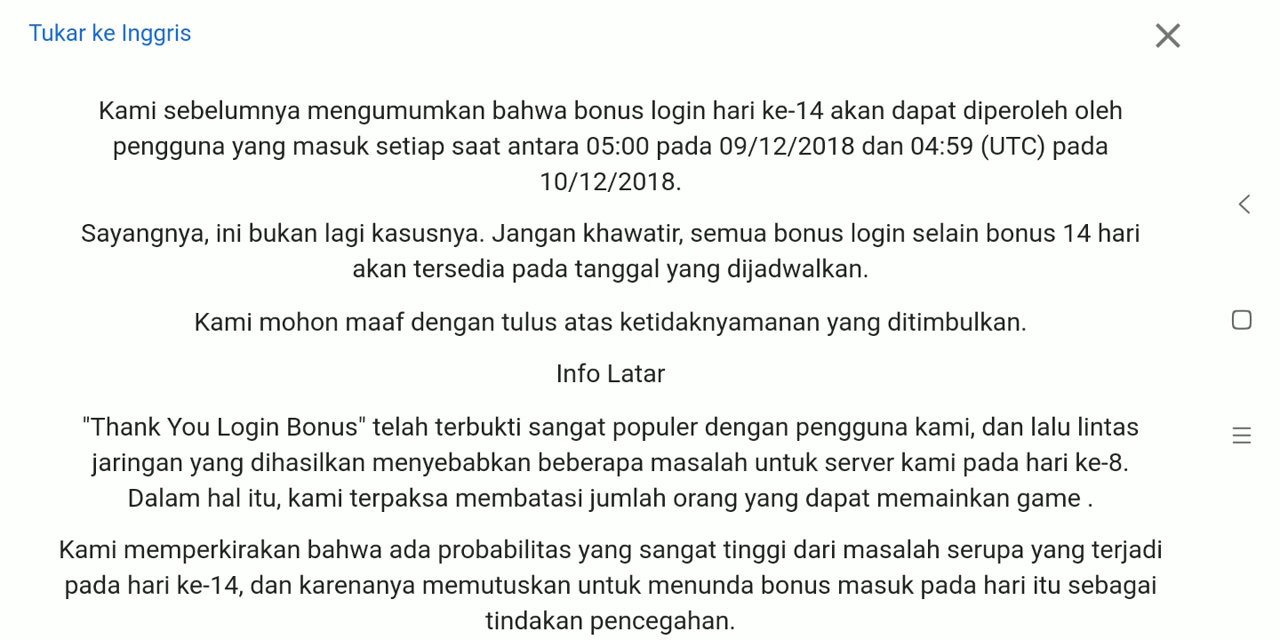 Tukar ke Inggris
Kami sebelumnya mengumumkan bahwa bonus login hari ke-14 akan dapat diperoleh oleh
pengguna yang masuk setiap saat antara 05:00 pada 09/12/2018 dan 04:59 (UTC) pada
10/12/2018.
Sayangnya, ini bukan lagi kasusnya. Jangan khawatir, semua bonus login selain bonus 14 hari
akan tersedia pada tanggal yang dijadwalkan.
Kami mohon maaf dengan tulus atas ketidaknyamanan yang ditimbulkan.
Info Latar
"Thank You Login Bonus" telah terbukti sangat populer dengan pengguna kami, dan lalu lintas
jaringan yang dihasilkan menyebabkan beberapa masalah untuk server kami pada hari ke-8.
Dalam hal itu, kami terpaksa membatasi jumlah orang yang dapat memainkan game .
Kami memperkirakan bahwa ada probabilitas yang sangat tinggi dari masalah serupa yang terjadi
pada hari ke-14, dan karenanya memutuskan untuk menunda bonus masuk pada hari itu sebagai
tindakan pencegahan.